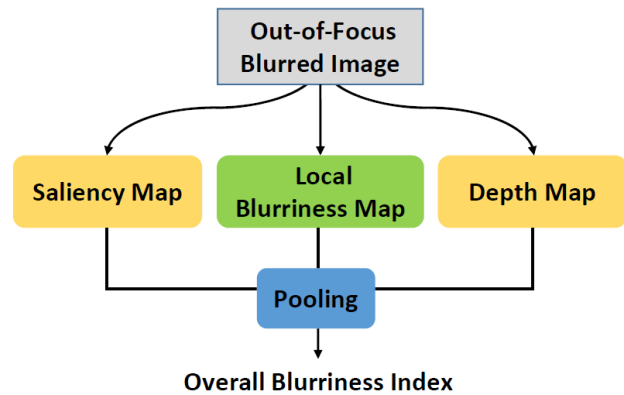 Out-of-Focus
Blurred Image
Saliency Map
Local
Blurriness Map
Depth Map
Pooling
Overall Blurriness Index